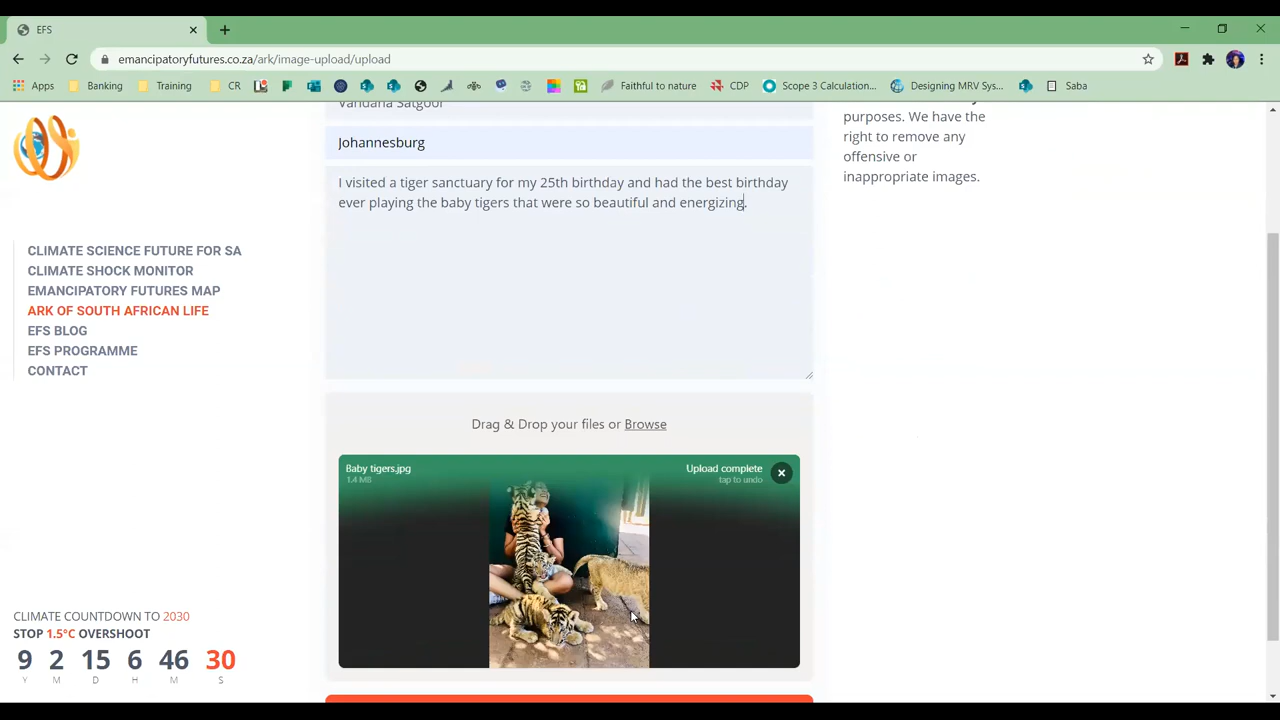 EFS
emancipatoryfutures.co.za/ark/image-upload/upload
Apps
Banking
Training
CR
Faithful to nature
CDP
Scope 3 Calculation...
Designing MRV Sys...
Saba
CLIMATE SCIENCE FUTURE FOR SA
CLIMATE SHOCK MONITOR
EMANCIPATORY FUTURES MAP
ARK OF SOUTH AFRICAN LIFE
EFS BLOG
EFS PROGRAMME
CONTACT
CLIMATE COUNTDOWN TO 2030
STOP 1.5°C OVERSHOOT
9 2 15 6 46 30
Y M D H M S
Vandana Satgoor
Johannesburg
I visited a tiger sanctuary for my 25th birthday and had the best birthday
ever playing the baby tigers that were so beautiful and energizing.
Drag & Drop your files or Browse
Baby tigers.jpg
1.4 MB
Upload complete
tap to undo
purposes. We have the
right to remove any
offensive or
inappropriate images.